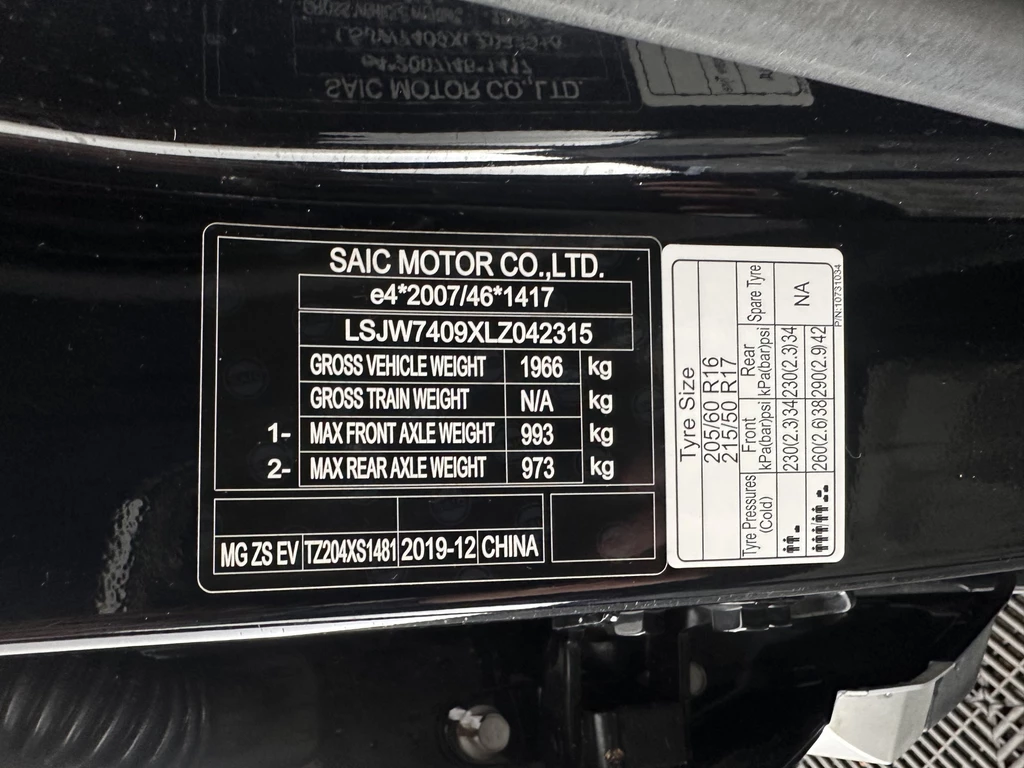 SAIC MOTOR CO.,LTD.
e4*2007/46*1417
LSJW7409XLZ042315
GROSS VEHICLE WEIGHT 1966 kg
GROSS TRAIN WEIGHT N/A kg
1- MAX FRONT AXLE WEIGHT 993 kg
2- MAX REAR AXLE WEIGHT 973 kg
MG ZS EV TZ204XS1481 2019-12 CHINA
Tyre Size
205/60 R16
215/50 R17
Tyre Pressures (Cold) Front kPa(bar)psi Rear kPa(bar)psi Spare Tyre
230(2.3)34 230(2.3)34 NA
260(2.6)38 290(2.9)42
P/N:10731034